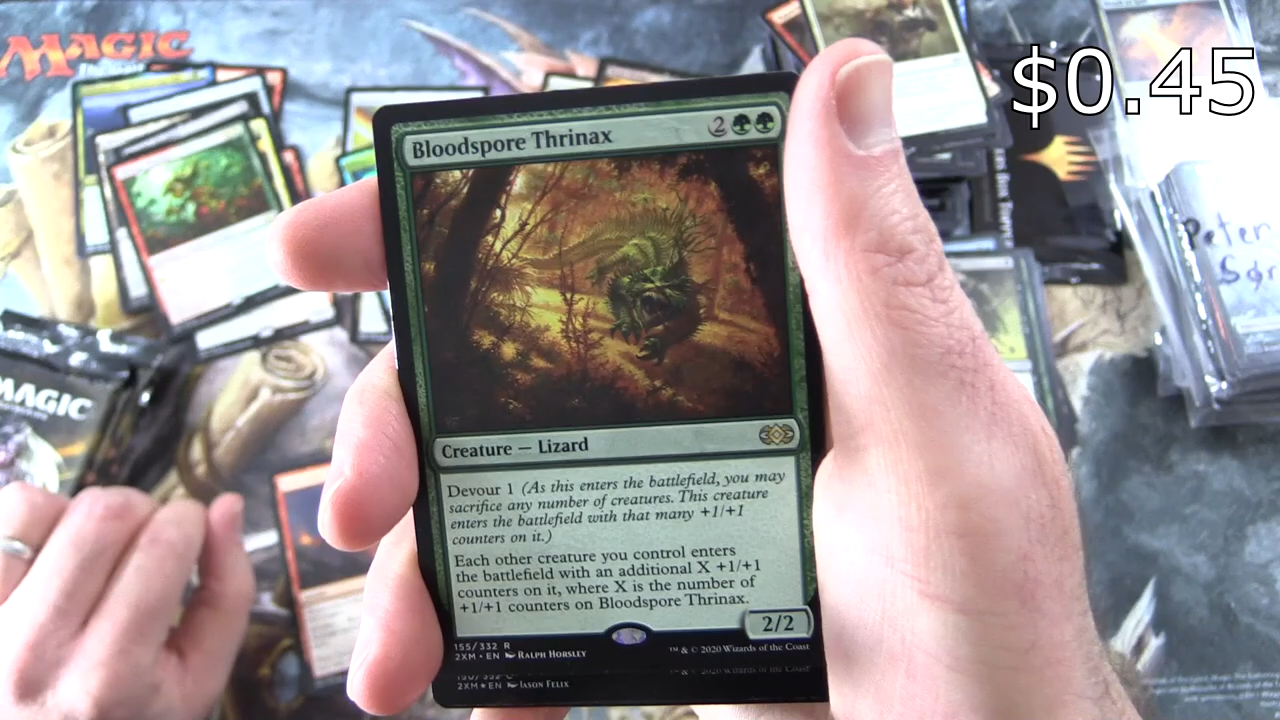 MAGIC
$0.45
Bloodspore Thrinax
2
Peter
MAGIC
Creature — Lizard
Devour 1 (As this enters the battlefield, you may
sacrifice any number of creatures. This creature
enters the battlefield with that many +1/+1
counters on it.)
Each other creature you control enters
the battlefield with an additional X +1/+1
counters on it, where X is the number of
+1/+1 counters on Bloodspore Thrinax.
2/2
155/332 R
2XM • EN RALPH HORSLEY
™ & © 2020 Wizards of the Coast
2XM★EN JASON FELIX